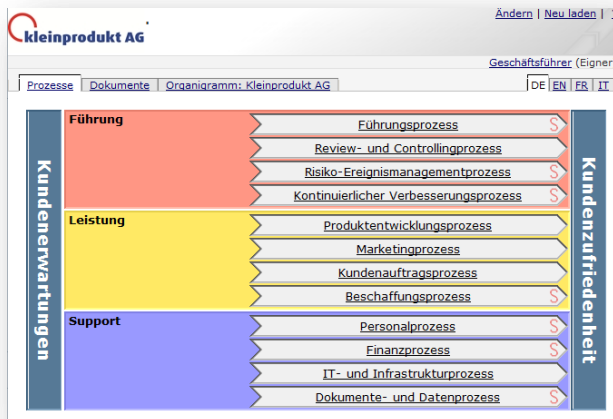 Ändern | Neu laden |
kleinprodukt AG
Geschäftsführer (Eigner
Prozesse Dokumente Organigramm: Kleinprodukt AG DE EN FR IT
Kundenerwartungen
Führung
Führungsprozess S
Review- und Controllingprozess
Risiko-Ereignismanagementprozess S
Kontinuierlicher Verbesserungsprozess S
Leistung
Produktentwicklungsprozess
Marketingprozess
Kundenauftragsprozess
Beschaffungsprozess S
Support
Personalprozess S
Finanzprozess S
IT- und Infrastrukturprozess
Dokumente- und Datenprozess S
Kundenzufriedenheit